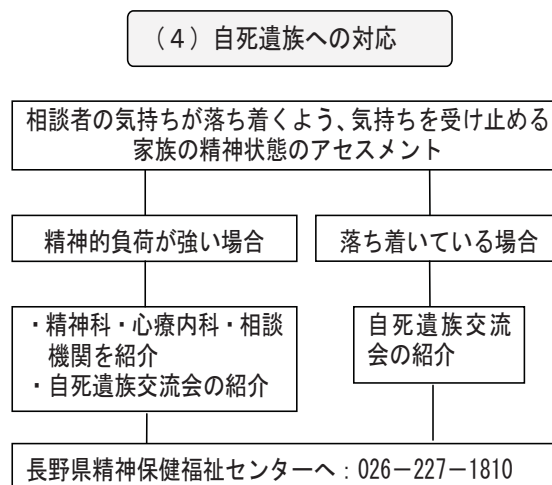 （４）自死遺族への対応
相談者の気持ちが落ち着くよう、気持ちを受け止める
家族の精神状態のアセスメント
精神的負荷が強い場合
落ち着いている場合
・精神科・心療内科・相談
機関を紹介
・自死遺族交流会の紹介
自死遺族交流
会の紹介
長野県精神保健福祉センターへ：026－227－1810